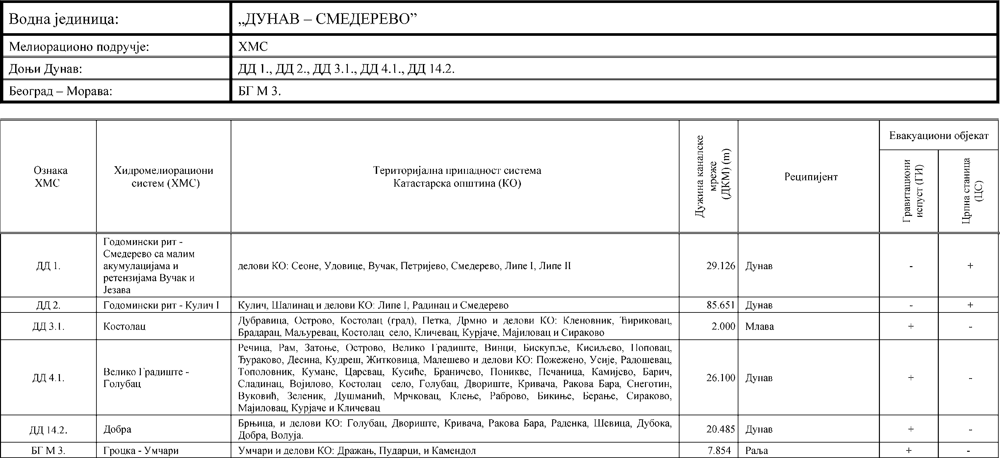 Водна јединица: „ДУНАВ – СМЕДЕРЕВО”
Мелиорационо подручје: ХМС
Доњи Дунав: ДД 1., ДД 2., ДД 3.1., ДД 4.1., ДД 14.2.
Београд – Морава: БГ М 3.
Ознака
ХМС
Хидромелиорациони
систем (ХМС)
Територијална припадност система
Катастарска општина (КО)
Дужина каналске
мреже
(ДКМ) (m)
Реципијент
Евакуациони објекат
Гравитациони
испуст (ГИ)
Црпна станица
(ЦС)
ДД 1.
Годомински рит -
Смедерево са малим
акумулацијама и
ретензијама Вучак и
Језава
делови КО: Сеоне, Удовице, Вучак, Петријево, Смедерево, Липе I, Липе II
29.126 Дунав - +
ДД 2. Годомински рит - Кулич I Кулич, Шалинац и делови КО: Липе I, Радинац и Смедерево 85.651 Дунав - +
ДД 3.1. Костолац
Дубравица, Острово, Костолац (град), Петка, Дрмно и делови КО: Кленовник, Ћириковац,
Брадарац, Маљуревац, Костолац село, Кличевац, Курјаче, Мајиловац и Сираково
2.000 Млава + -
ДД 4.1.
Велико Градиште -
Голубац
Речица, Рам, Затоње, Острово, Велико Градиште, Винци, Бискупље, Кисиљево, Поповац,
Ђураково, Десина, Кудреш, Житковица, Малешево и делови КО: Пожежено, Усије, Радошевац,
Тополовник, Кумане, Царевац, Кусиће, Браничево, Пониквe, Печаница, Камијево, Барич,
Сладинац, Војилово, Костолац село, Голубац, Двориште, Кривача, Ракова Бара, Снеготин,
Вуковић, Зеленик, Душманић, Мрчковац, Клење, Раброво, Бикиње, Берање, Сираково,
Мајиловац, Курјаче и Кличевац
26.100 Дунав + -
ДД 14.2. Добра
Брњица, и делови КО: Голубац, Двориште, Кривача, Ракова Бара, Раденка, Шевица, Дубока,
Добра, Волуја.
20.485 Дунав + -
БГ М 3. Гроцка - Умчари Умчари и делови КО: Дражањ, Пударци, и Камендол 7.854 Раља + -